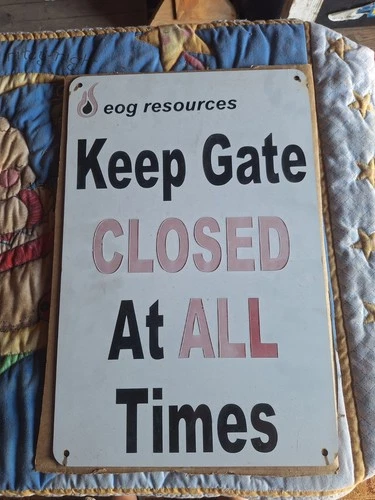 eog resources
Keep Gate
CLOSED
At ALL
Times